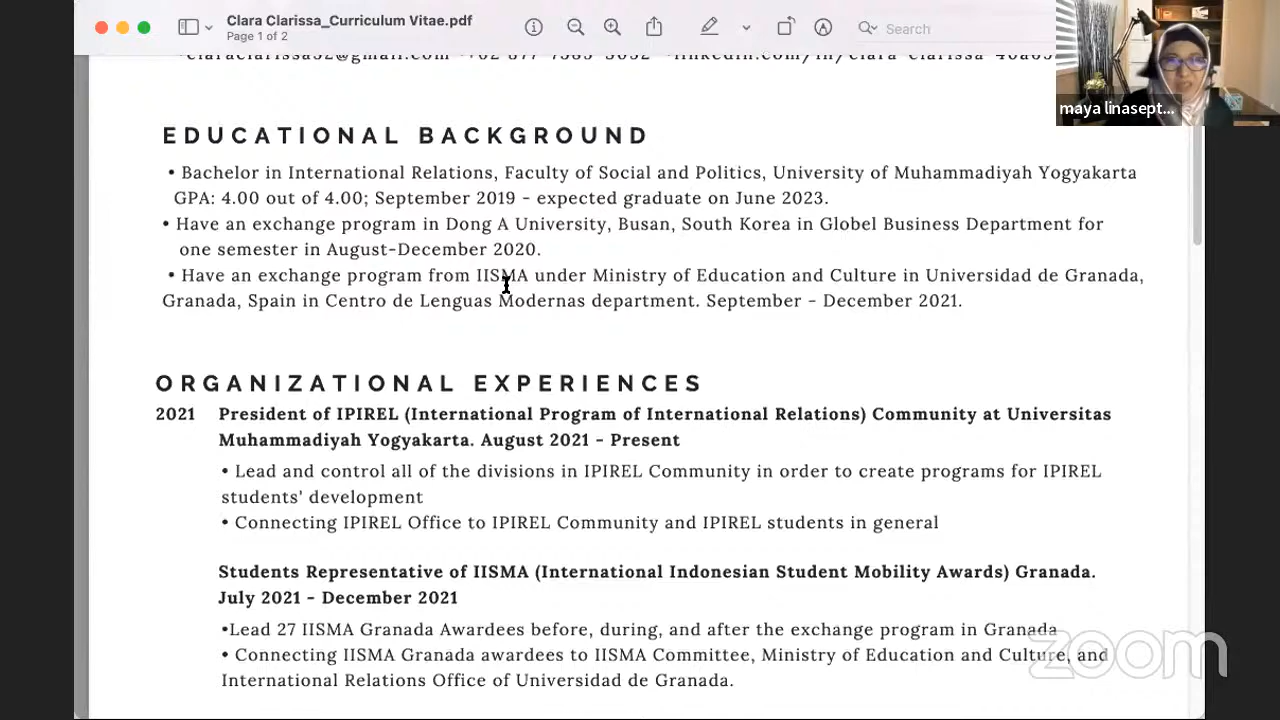 Clara Clarissa_Curriculum Vitae.pdf
Page 1 of 2
Search
maya linasept...
EDUCATIONAL BACKGROUND
• Bachelor in International Relations, Faculty of Social and Politics, University of Muhammadiyah Yogyakarta
GPA: 4.00 out of 4.00; September 2019 - expected graduate on June 2023.
• Have an exchange program in Dong A University, Busan, South Korea in Globel Business Department for
one semester in August-December 2020.
• Have an exchange program from IISMA under Ministry of Education and Culture in Universidad de Granada,
Granada, Spain in Centro de Lenguas Modernas department. September - December 2021.
ORGANIZATIONAL EXPERIENCES
2021 President of IPIREL (International Program of International Relations) Community at Universitas
Muhammadiyah Yogyakarta. August 2021 - Present
• Lead and control all of the divisions in IPIREL Community in order to create programs for IPIREL
students' development
• Connecting IPIREL Office to IPIREL Community and IPIREL students in general
Students Representative of IISMA (International Indonesian Student Mobility Awards) Granada.
July 2021 - December 2021
•Lead 27 IISMA Granada Awardees before, during, and after the exchange program in Granada
• Connecting IISMA Granada awardees to IISMA Committee, Ministry of Education and Culture, and
International Relations Office of Universidad de Granada.
zoom